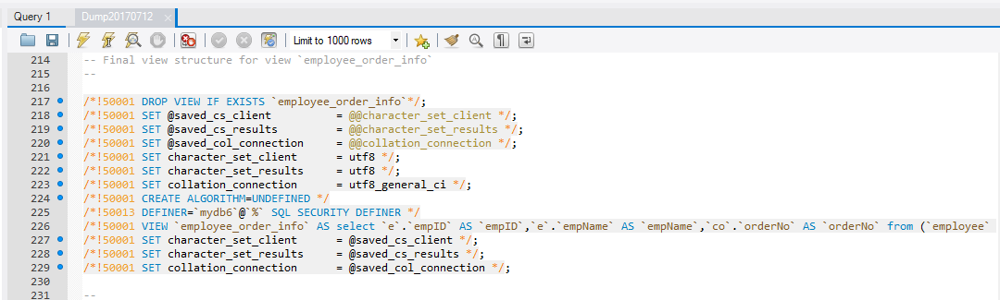 Query 1
Dump20170712
Limit to 1000 rows
214 -- Final view structure for view `employee_order_info`
215 --
216
217 /*!50001 DROP VIEW IF EXISTS `employee_order_info`*/;
218 /*!50001 SET @saved_cs_client          = @@character_set_client */;
219 /*!50001 SET @saved_cs_results         = @@character_set_results */;
220 /*!50001 SET @saved_col_connection     = @@collation_connection */;
221 /*!50001 SET character_set_client      = utf8 */;
222 /*!50001 SET character_set_results     = utf8 */;
223 /*!50001 SET collation_connection      = utf8_general_ci */;
224 /*!50001 CREATE ALGORITHM=UNDEFINED */
225 /*!50013 DEFINER=`mydb6`@`%` SQL SECURITY DEFINER */
226 /*!50001 VIEW `employee_order_info` AS select `e`.`empID` AS `empID`,`e`.`empName` AS `empName`,`co`.`orderNo` AS `orderNo` from (`employee`
227 /*!50001 SET character_set_client      = @saved_cs_client */;
228 /*!50001 SET character_set_results     = @saved_cs_results */;
229 /*!50001 SET collation_connection      = @saved_col_connection */;
230
231 --